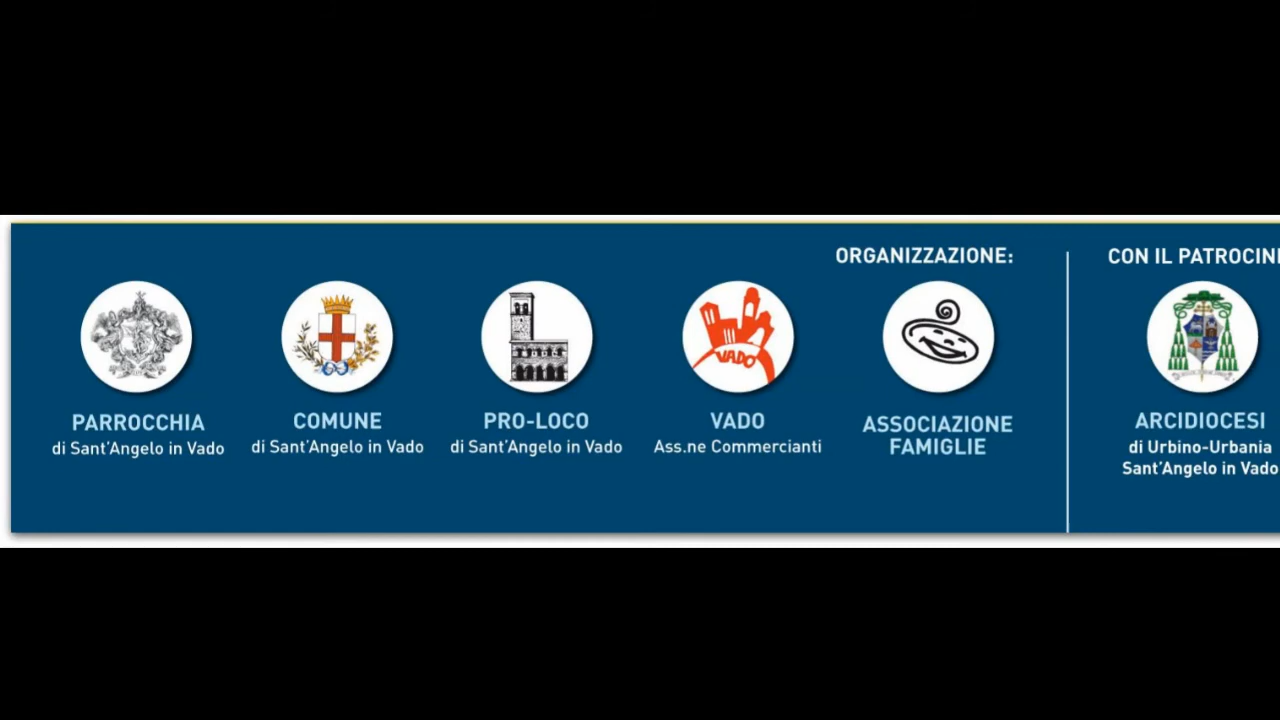 ORGANIZZAZIONE:
PARROCCHIA
di Sant'Angelo in Vado
COMUNE
di Sant'Angelo in Vado
PRO-LOCO
di Sant'Angelo in Vado
VADO
VADO
Ass.ne Commercianti
ASSOCIAZIONE
FAMIGLIE
CON IL
ARCIDIOCESI
di Urbino-Urbania
Sant'Angelo in Vado